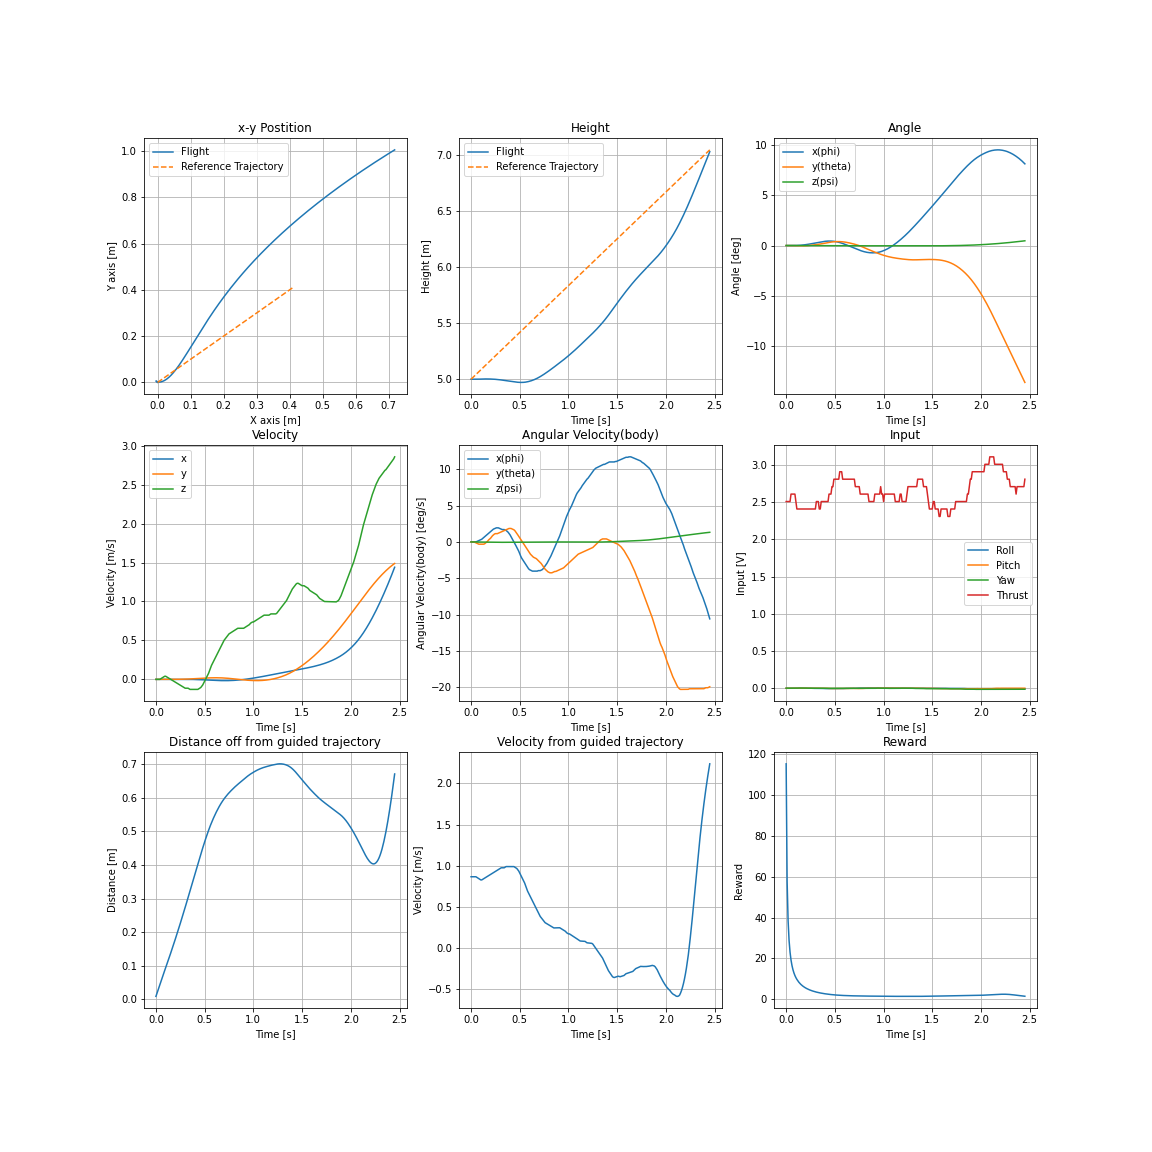 x-y Postition
Flight
Reference Trajectory
1.0
0.8
0.6
0.4
0.2
0.0
Y axis [m]
0.0 0.1 0.2 0.3 0.4 0.5 0.6 0.7
X axis [m]
Height
Flight
Reference Trajectory
7.0
6.5
6.0
5.5
5.0
Height [m]
0.0 0.5 1.0 1.5 2.0 2.5
Time [s]
Angle
x(phi)
y(theta)
z(psi)
10
5
0
−5
−10
Angle [deg]
0.0 0.5 1.0 1.5 2.0 2.5
Time [s]
Velocity
x
y
z
3.0
2.5
2.0
1.5
1.0
0.5
0.0
Velocity [m/s]
0.0 0.5 1.0 1.5 2.0 2.5
Time [s]
Angular Velocity(body)
x(phi)
y(theta)
z(psi)
10
5
0
−5
−10
−15
−20
Angular Velocity(body) [deg/s]
0.0 0.5 1.0 1.5 2.0 2.5
Time [s]
Input
3.0
2.5
2.0
1.5
1.0
0.5
0.0
Input [V]
Roll
Pitch
Yaw
Thrust
0.0 0.5 1.0 1.5 2.0 2.5
Time [s]
Distance off from guided trajectory
0.7
0.6
0.5
0.4
0.3
0.2
0.1
0.0
Distance [m]
0.0 0.5 1.0 1.5 2.0 2.5
Time [s]
Velocity from guided trajectory
2.0
1.5
1.0
0.5
0.0
−0.5
Velocity [m/s]
0.0 0.5 1.0 1.5 2.0 2.5
Time [s]
Reward
120
100
80
60
40
20
0
Reward
0.0 0.5 1.0 1.5 2.0 2.5
Time [s]